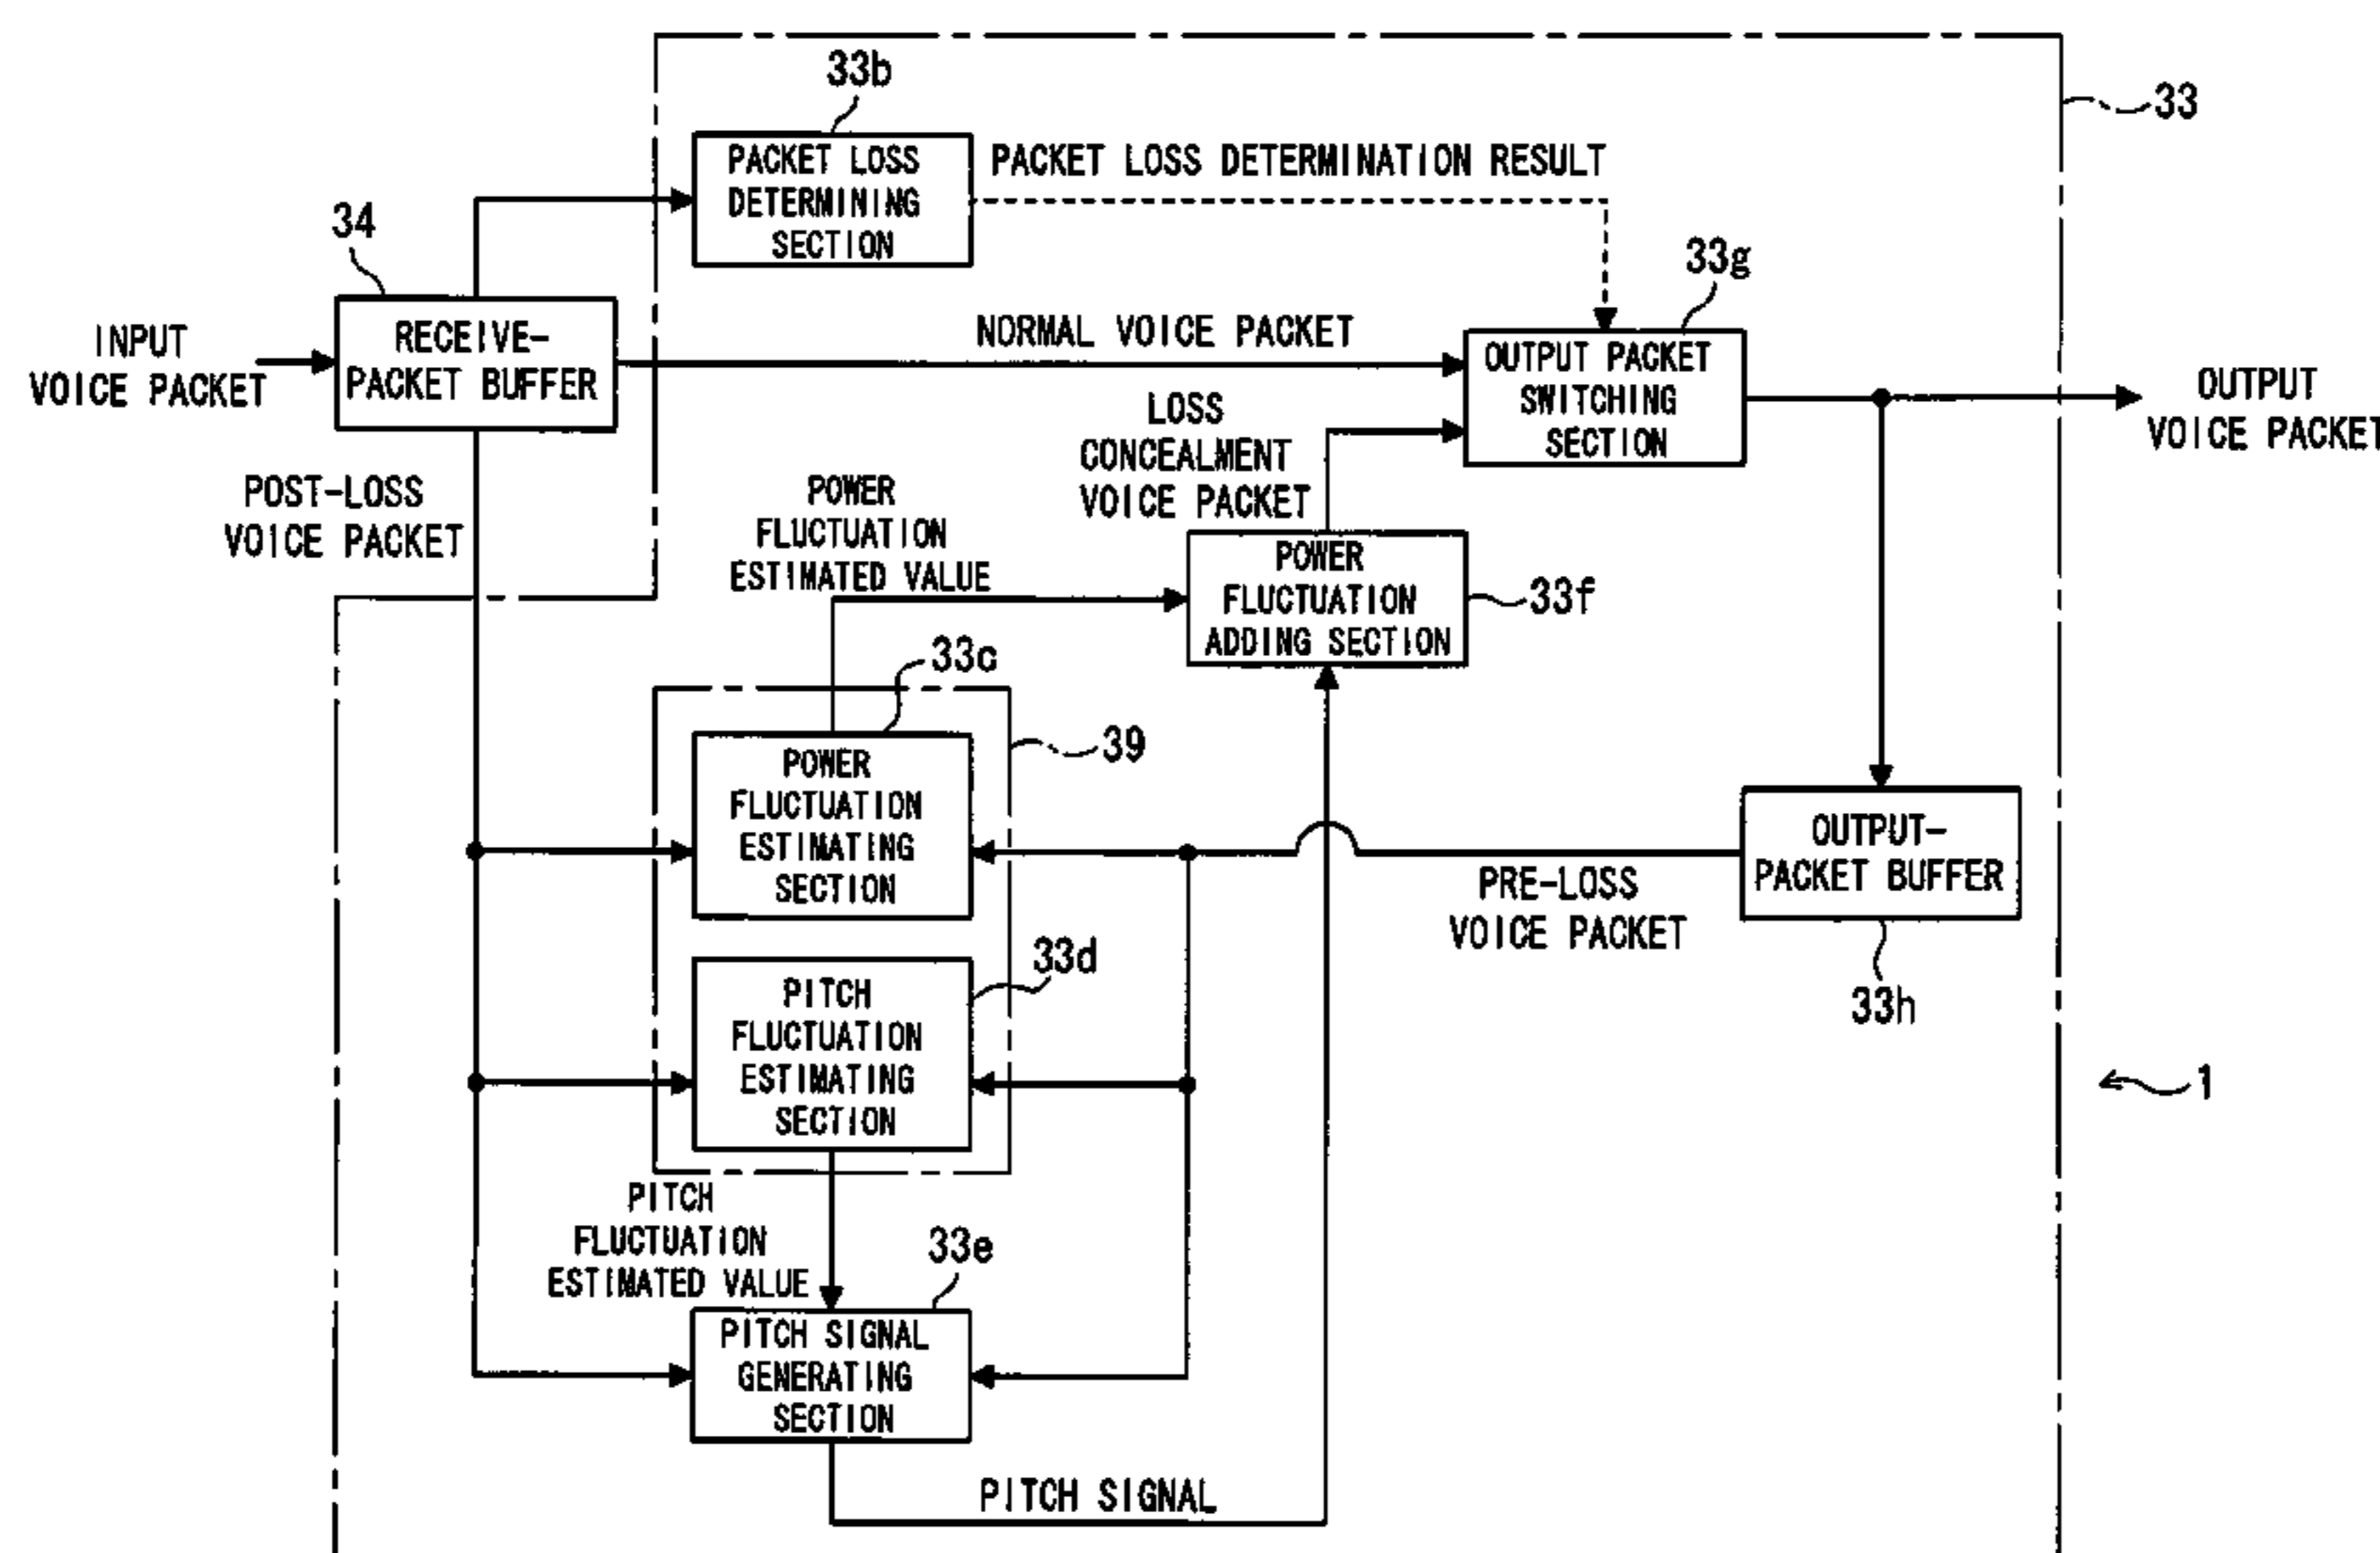 33b
33
PACKET LOSS
DETERMINING
SECTION
PACKET LOSS DETERMINATION RESULT
34
33g
INPUT
VOICE PACKET
RECEIVE-
PACKET BUFFER
NORMAL VOICE PACKET
OUTPUT PACKET
SWITCHING
SECTION
OUTPUT
VOICE PACKET
LOSS
CONCEALMENT
VOICE PACKET
POST-LOSS
VOICE PACKET
POWER
FLUCTUATION
ESTIMATED VALUE
POWER
FLUCTUATION
ADDING SECTION
33f
33c
39
POWER
FLUCTUATION
ESTIMATING
SECTION
OUTPUT-
PACKET BUFFER
PRE-LOSS
VOICE PACKET
33h
33d
PITCH
FLUCTUATION
ESTIMATING
SECTION
1
PITCH
FLUCTUATION
ESTIMATED VALUE
33e
PITCH SIGNAL
GENERATING
SECTION
PITCH SIGNAL